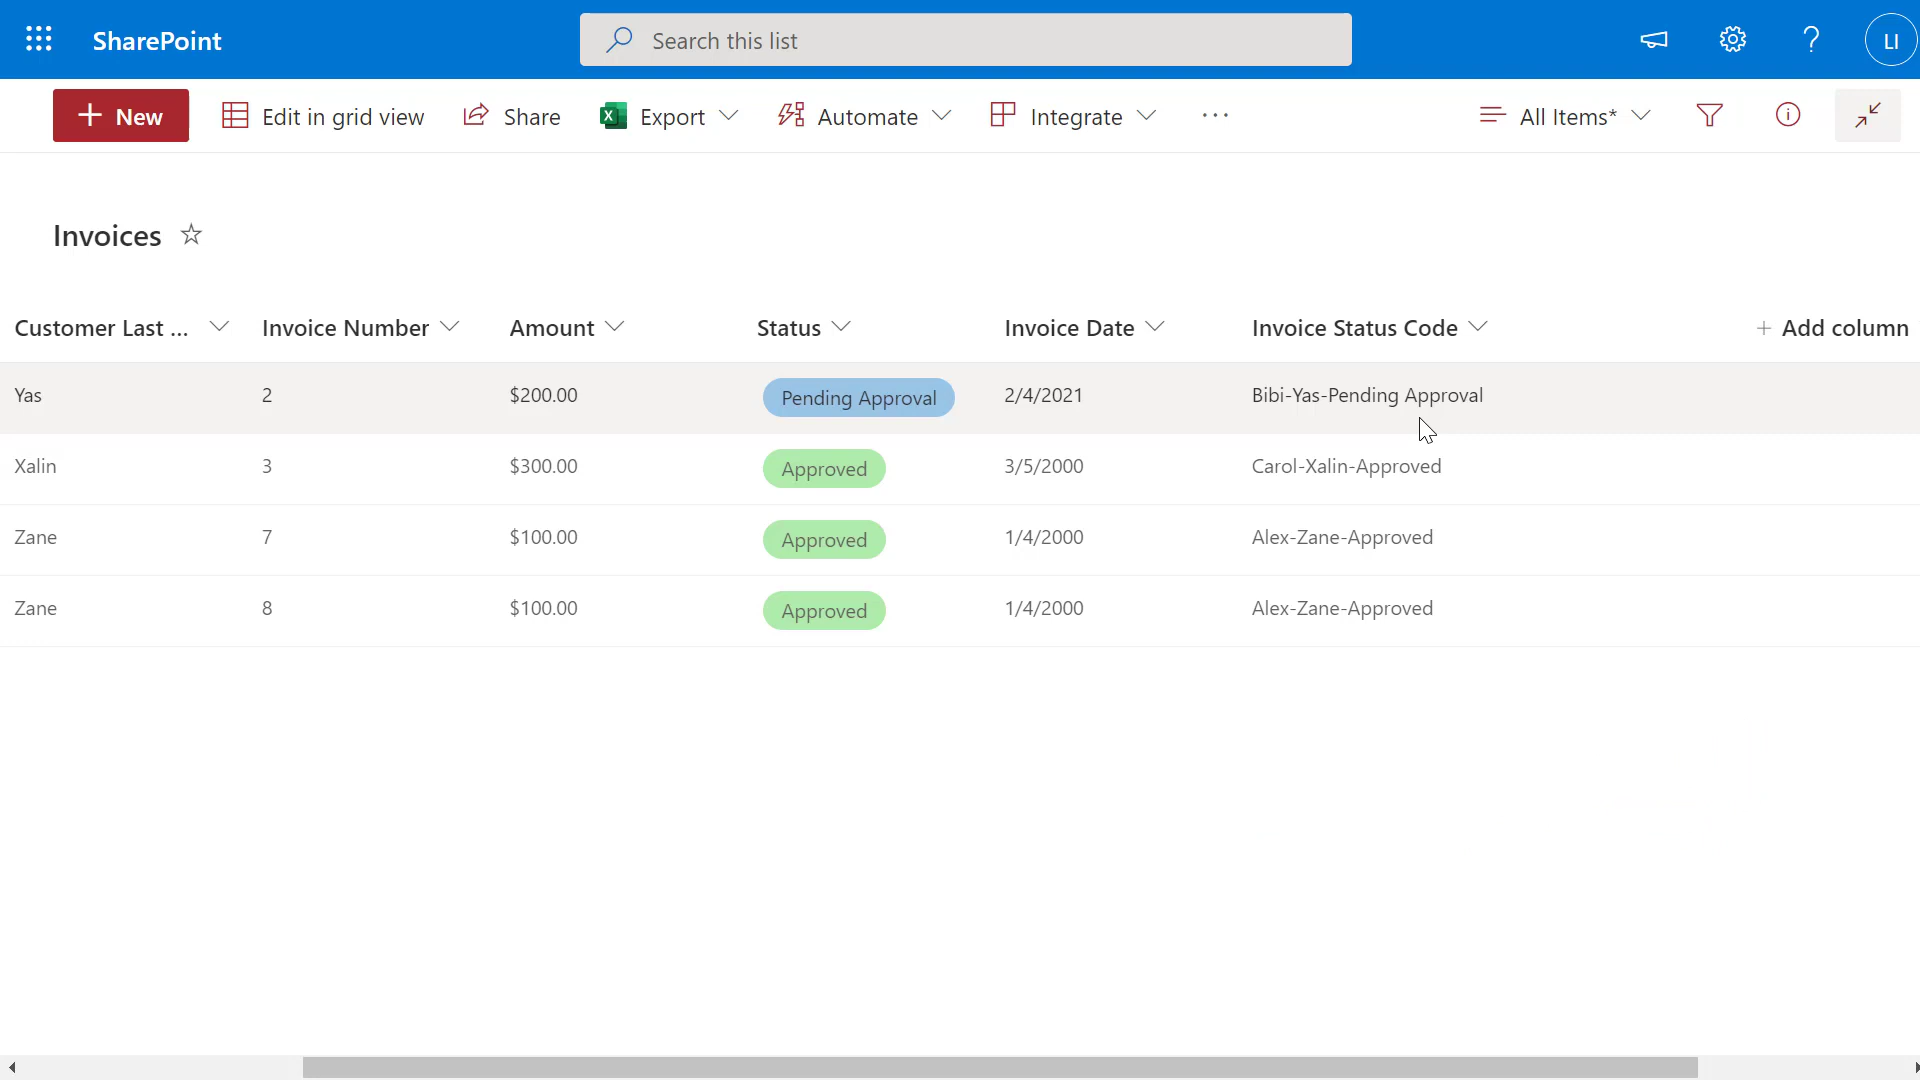 SharePoint
Search this list
LI
New
Edit in grid view
Share
Export
Automate
Integrate
All Items*
Invoices
Customer Last ...
Invoice Number
Amount
Status
Invoice Date
Invoice Status Code
Add column
Yas 2 $200.00 Pending Approval 2/4/2021 Bibi-Yas-Pending Approval
Xalin 3 $300.00 Approved 3/5/2000 Carol-Xalin-Approved
Zane 7 $100.00 Approved 1/4/2000 Alex-Zane-Approved
Zane 8 $100.00 Approved 1/4/2000 Alex-Zane-Approved